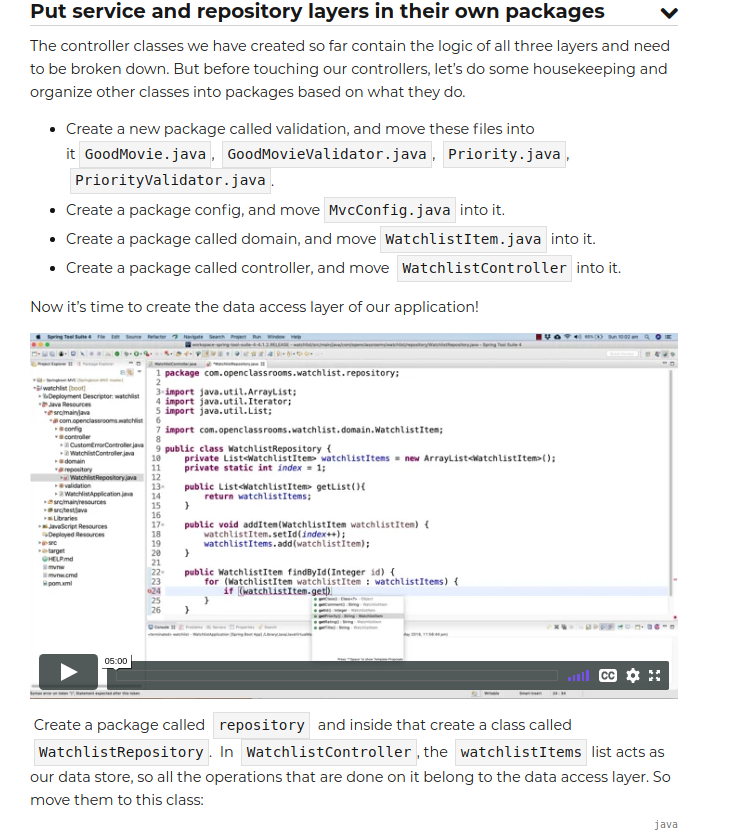 Put service and repository layers in their own packages
The controller classes we have created so far contain the logic of all three layers and need
to be broken down. But before touching our controllers, let's do some housekeeping and
organize other classes into packages based on what they do.
• Create a new package called validation, and move these files into
it GoodMovie.java, GoodMovieValidator.java, Priority.java,
PriorityValidator.java.
• Create a package config, and move MvcConfig.java into it.
• Create a package called domain, and move WatchlistItem.java into it.
• Create a package called controller, and move WatchlistController into it.
Now it's time to create the data access layer of our application!
Spring Tool Suite 4 File Edit Source Refactor Navigate Search Project Run Window Help
watchlist [boot]
Deployment Descriptor: watchlist
Java Resources
src/main/java
com.openclassrooms.watchlist
config
controller
CustomErrorController.java
WatchlistController.java
domain
repository
WatchlistRepository.java
validation
WatchlistApplication.java
src/main/resources
src/test/java
Libraries
JavaScript Resources
Deployed Resources
src
target
HELP.md
mvnw
mvnw.cmd
pom.xml
1 package com.openclassrooms.watchlist.repository;
2
3 import java.util.ArrayList;
4 import java.util.Iterator;
5 import java.util.List;
6
7 import com.openclassrooms.watchlist.domain.WatchlistItem;
8
9 public class WatchlistRepository {
10 private List<WatchlistItem> watchlistItems = new ArrayList<WatchlistItem>();
11 private static int index = 1;
12
13 public List<WatchlistItem> getList(){
14 return watchlistItems;
15 }
16
17 public void addItem(WatchlistItem watchlistItem) {
18 watchlistItem.setId(index++);
19 watchlistItems.add(watchlistItem);
20 }
21
22 public WatchlistItem findById(Integer id) {
23 for (WatchlistItem watchlistItem : watchlistItems) {
24 if (watchlistItem.get)
25 }
26 }
05:00
CC
Create a package called repository and inside that create a class called
WatchlistRepository. In WatchlistController, the watchlistItems list acts as
our data store, so all the operations that are done on it belong to the data access layer. So
move them to this class:
java